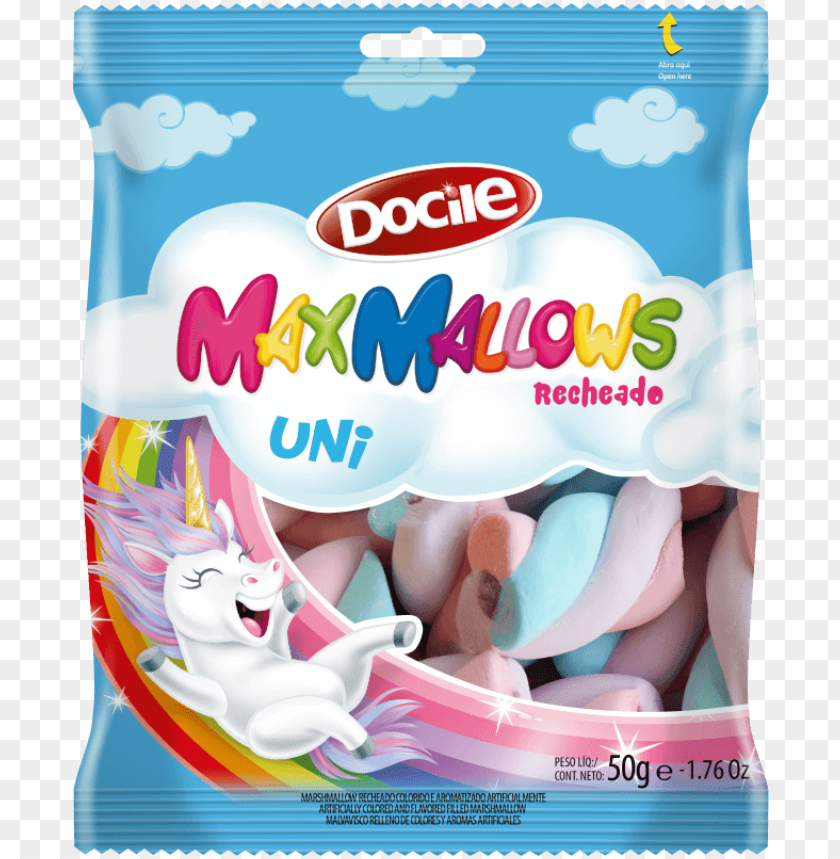 Abra aqui
Open here
DOCILE
MAXMALLOWS
Recheado
UNi
PESO LÍQ:/
CONT. NETO: 50g e -1.76 Oz
MARSHMALLOW RECHEADO COLORIDO E AROMATIZADO ARTIFICIALMENTE
ARTIFICIALLY COLORED AND FLAVORED FILLED MARSHMALLOW
MALVAVISCO RELLENO DE COLORES Y AROMAS ARTIFICIALES